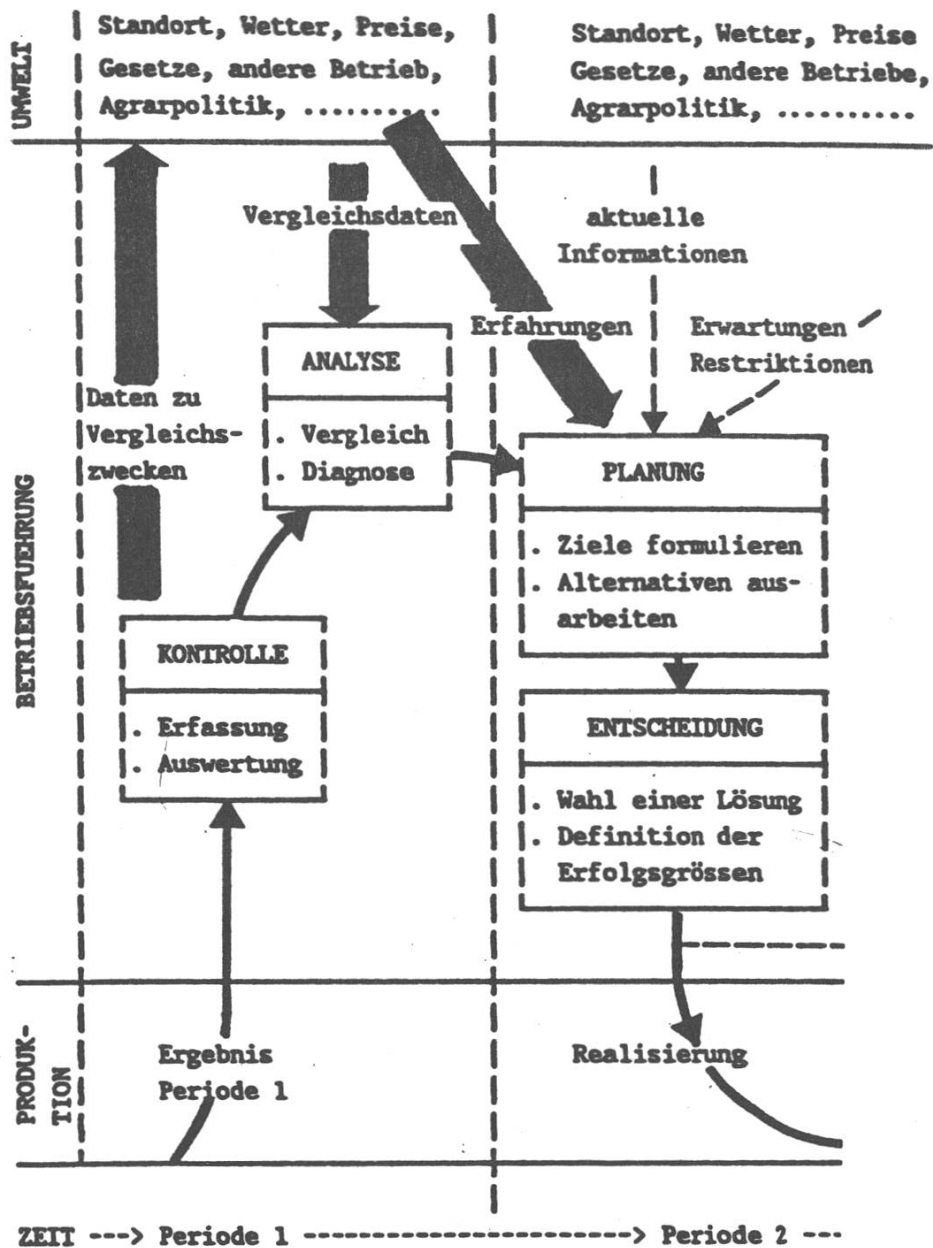 UMWELT
Standort, Wetter, Preise,
Gesetze, andere Betrieb,
Agrarpolitik, ..........
Standort, Wetter, Preise
Gesetze, andere Betriebe,
Agrarpolitik, ..........
BETRIEBSFUEHRUNG
Vergleichsdaten
aktuelle
Informationen
Erfahrungen
Erwartungen
Restriktionen
Daten zu
Vergleichs-
zwecken
ANALYSE
. Vergleich
. Diagnose
PLANUNG
. Ziele formulieren
. Alternativen aus-
arbeiten
KONTROLLE
. Erfassung
. Auswertung
ENTSCHEIDUNG
. Wahl einer Lösung
. Definition der
Erfolgsgrössen
PRODUK-
TION
Ergebnis
Periode 1
Realisierung
ZEIT ---> Periode 1 -----------------------> Periode 2 ---